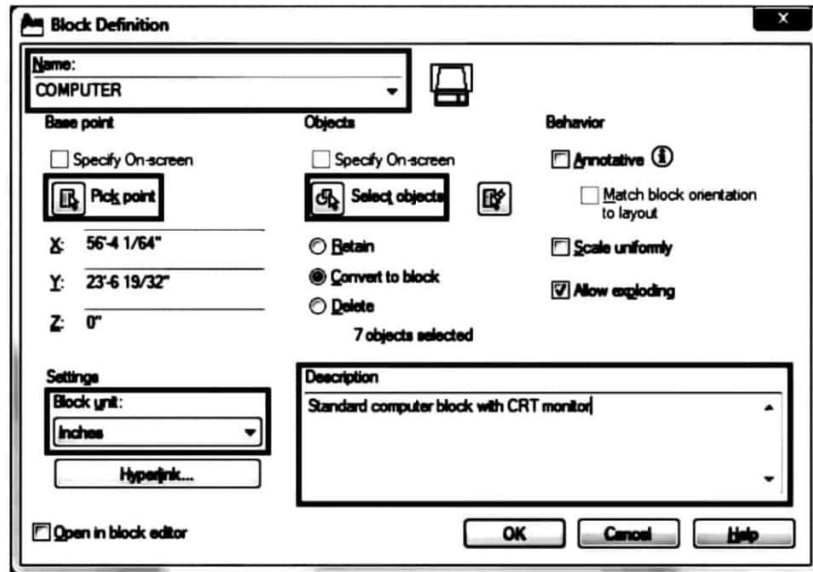 Block Definition
Name:
COMPUTER
Base point
Specify On-screen
Pick point
X: 56'-4 1/64"
Y: 23'-6 19/32"
Z: 0"
Objects
Specify On-screen
Select objects
Retain
Convert to block
Delete
7 objects selected
Behavior
Annotative
Match block orientation
to layout
Scale uniformly
Allow exploding
Settings
Block unit:
Inches
Hyperlink...
Description
Standard computer block with CRT monitor
Open in block editor
OK Cancel Help